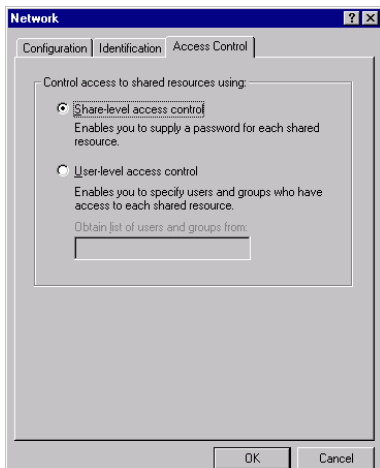 Network
Configuration Identification Access Control
Control access to shared resources using:
Share-level access control
Enables you to supply a password for each shared
resource.
User-level access control
Enables you to specify users and groups who have
access to each shared resource.
Obtain list of users and groups from:
OK Cancel